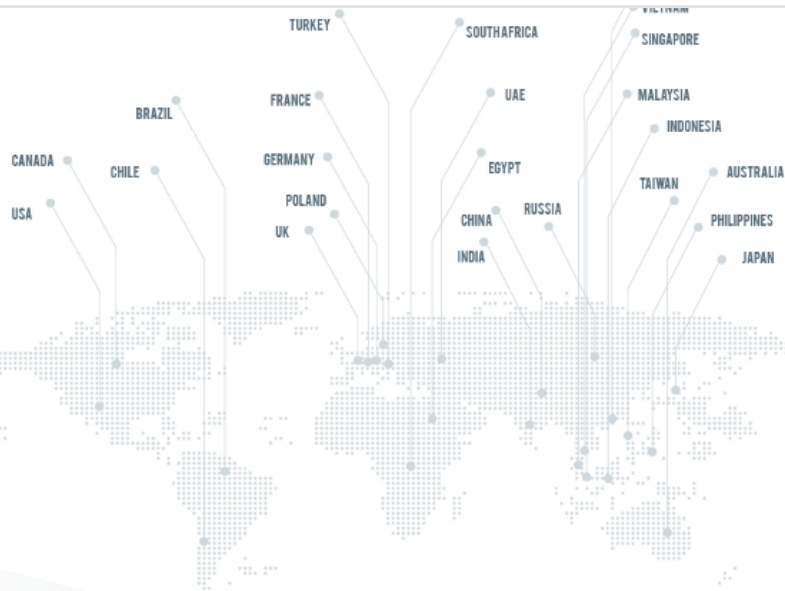 VIETNAM
TURKEY
SOUTHAFRICA
SINGAPORE
FRANCE
UAE
MALAYSIA
BRAZIL
INDONESIA
CANADA
CHILE
GERMANY
EGYPT
AUSTRALIA
TAIWAN
POLAND
USA
CHINA
RUSSIA
PHILIPPINES
UK
INDIA
JAPAN